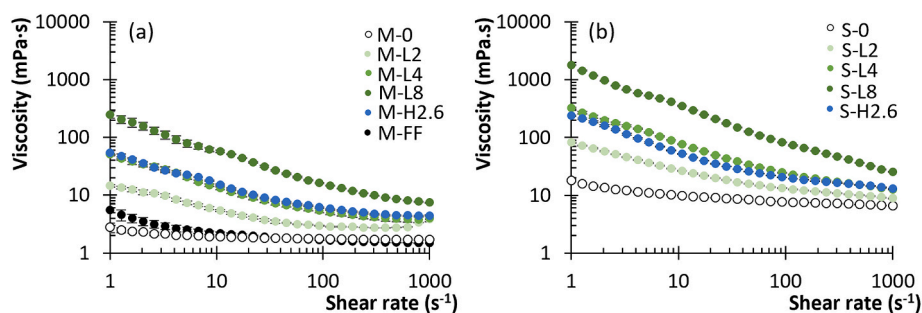 (a)
Viscosity (mPa·s)
10000
1000
100
10
1
1
10
100
1000
Shear rate (s⁻¹)
M-0
M-L2
M-L4
M-L8
M-H2.6
M-FF
(b)
Viscosity (mPa.s)
10000
1000
100
10
1
1
10
100
1000
Shear rate (s⁻¹)
S-0
S-L2
S-L4
S-L8
S-H2.6